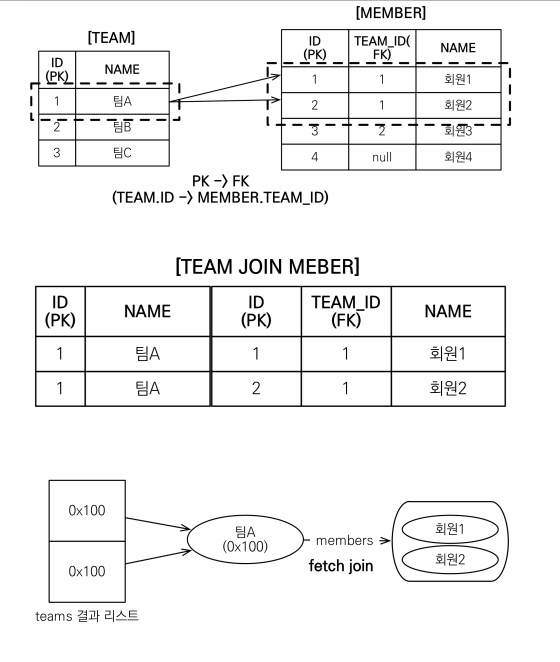 [TEAM]
ID
(PK)
NAME
1
팀A
2
팀B
3
팀C
[MEMBER]
ID
(PK)
TEAM_ID(
FK)
NAME
1
1
회원1
2
1
회원2
3
2
회원3
4
null
회원4
PK -> FK
(TEAM.ID -> MEMBER.TEAM_ID)
[TEAM JOIN MEBER]
ID
(PK)
NAME
ID
(PK)
TEAM_ID
(FK)
NAME
1
팀A
1
1
회원1
1
팀A
2
1
회원2
0x100
0x100
팀A
(0x100)
members
fetch join
회원1
회원2
teams 결과 리스트